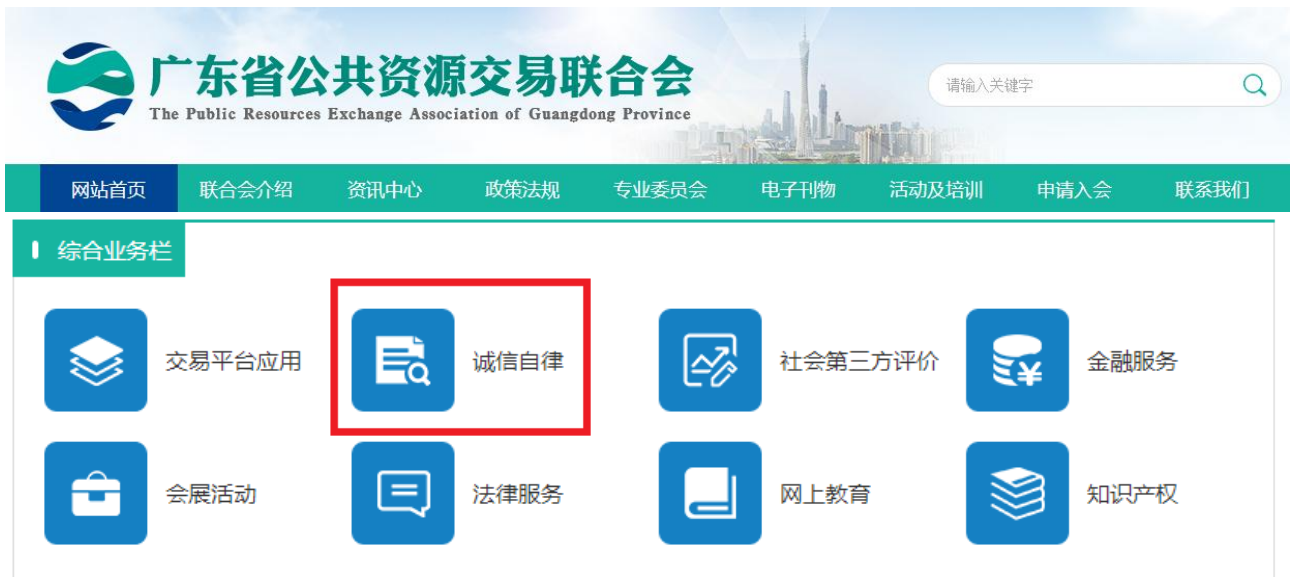 广东省公共资源交易联合会
The Public Resources Exchange Association of Guangdong Province
请输入关键字
网站首页 联合会介绍 资讯中心 政策法规 专业委员会 电子刊物 活动及培训 申请入会 联系我们
综合业务栏
交易平台应用 诚信自律 社会第三方评价 金融服务
会展活动 法律服务 网上教育 知识产权